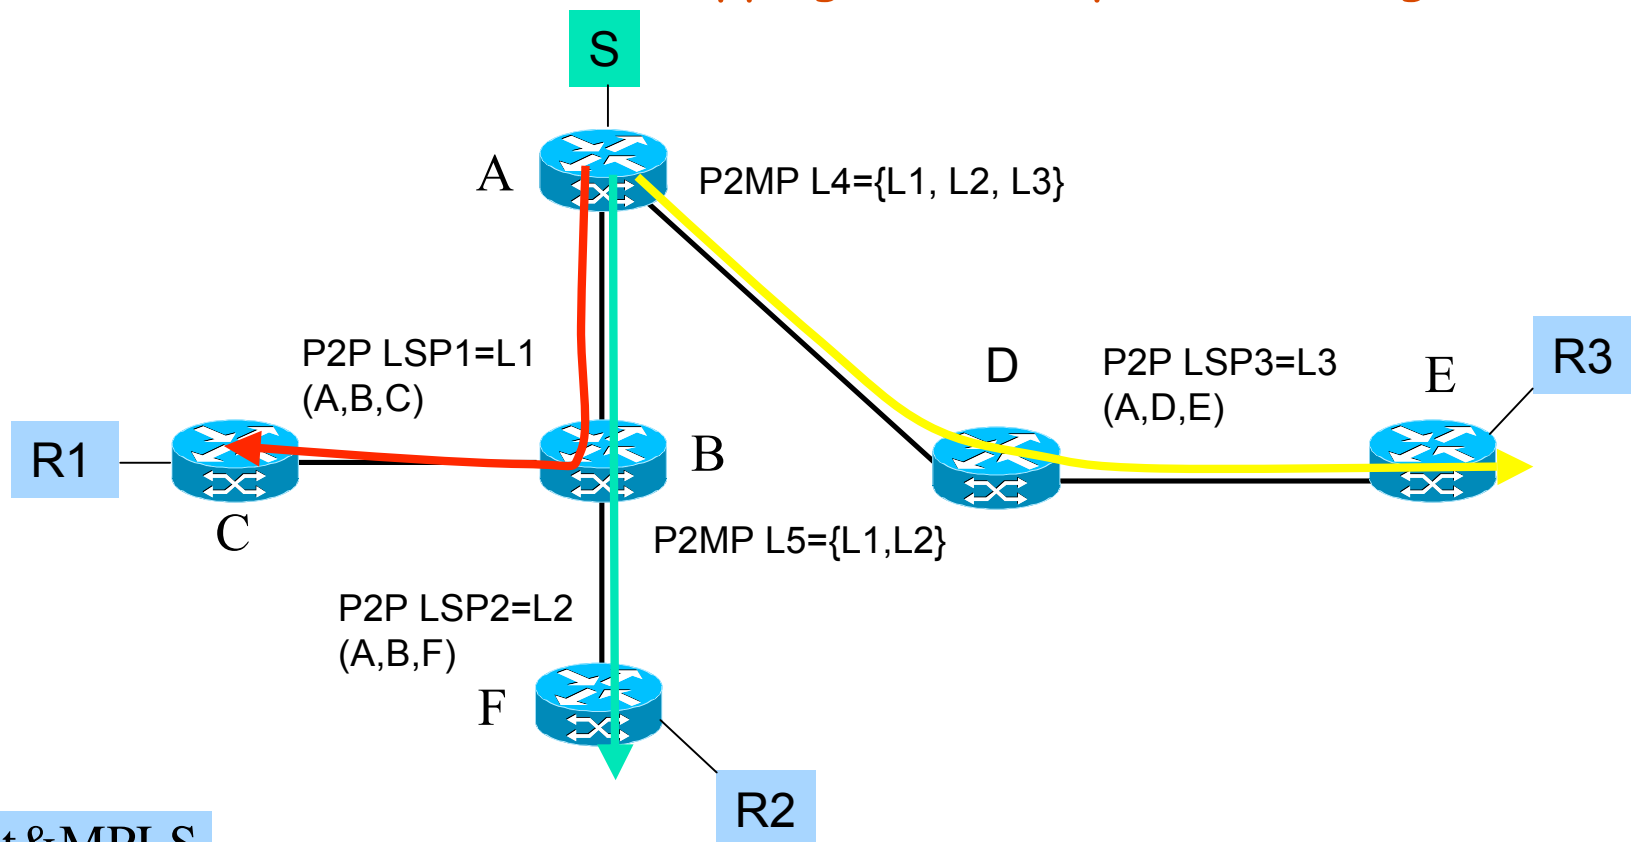 S
A
P2MP L4={L1, L2, L3}
P2P LSP1=L1
(A,B,C)
D
P2P LSP3=L3
(A,D,E)
E
R3
R1
B
C
P2MP L5={L1,L2}
P2P LSP2=L2
(A,B,F)
F
R2